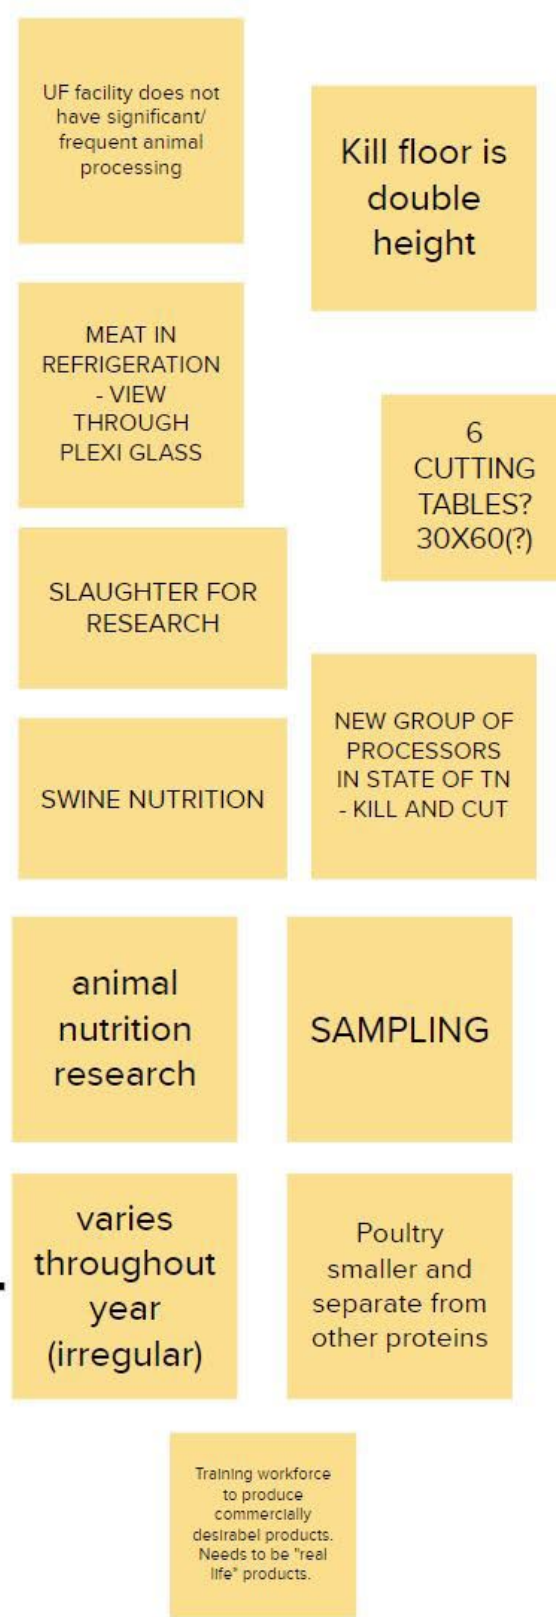 UF facility does not
have significant/
frequent animal
processing
Kill floor is
double
height
MEAT IN
REFRIGERATION
- VIEW
THROUGH
PLEXI GLASS
6
CUTTING
TABLES?
30X60(?)
SLAUGHTER FOR
RESEARCH
NEW GROUP OF
PROCESSORS
IN STATE OF TN
- KILL AND CUT
SWINE NUTRITION
animal
nutrition
research
SAMPLING
varies
throughout
year
(irregular)
Poultry
smaller and
separate from
other proteins
Training workforce
to produce
commercially
desirabel products.
Needs to be "real
life" products.